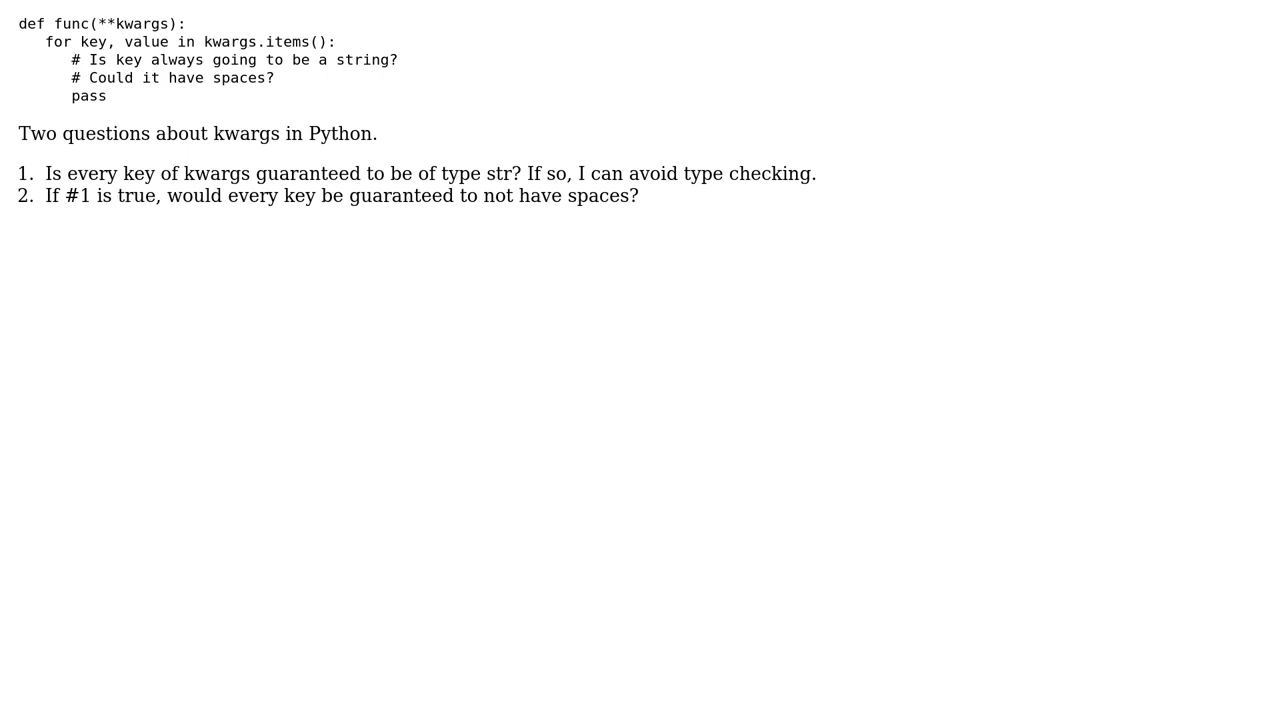 def func(**kwargs):
   for key, value in kwargs.items():
      # Is key always going to be a string?
      # Could it have spaces?
      pass
Two questions about kwargs in Python.
1. Is every key of kwargs guaranteed to be of type str? If so, I can avoid type checking.
2. If #1 is true, would every key be guaranteed to not have spaces?